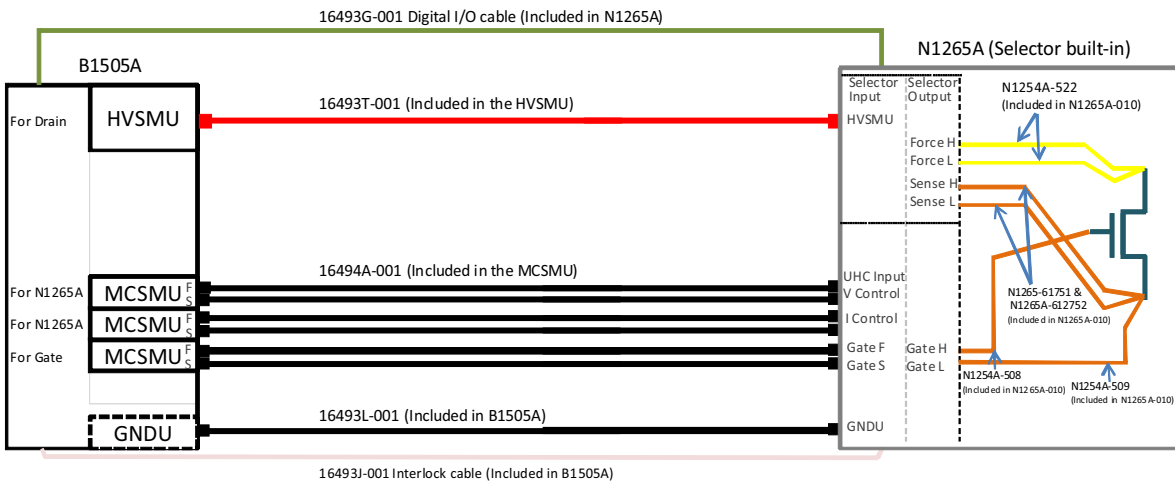 16493G-001 Digital I/O cable (Included in N1265A)
N1265A (Selector built-in)
B1505A
Selector Input
Selector Output
N1254A-522
(Included in N1265A-010)
For Drain
HVSMU
16493T-001 (Included in the HVSMU)
HVSMU
Force H
Force L
Sense H
Sense L
16494A-001 (Included in the MCSMU)
For N1265A
MCSMU
F
S
UHC Input
V Control
For N1265A
MCSMU
F
S
I Control
For Gate
MCSMU
F
S
Gate F
Gate S
Gate H
Gate L
N1265-61751 &
N1265A-612752
(Included in N1265A-010)
N1254A-508
(Included in N1265A-010)
N1254A-509
(Included in N1265A-010)
16493L-001 (Included in B1505A)
GNDU
GNDU
16493J-001 Interlock cable (Included in B1505A)